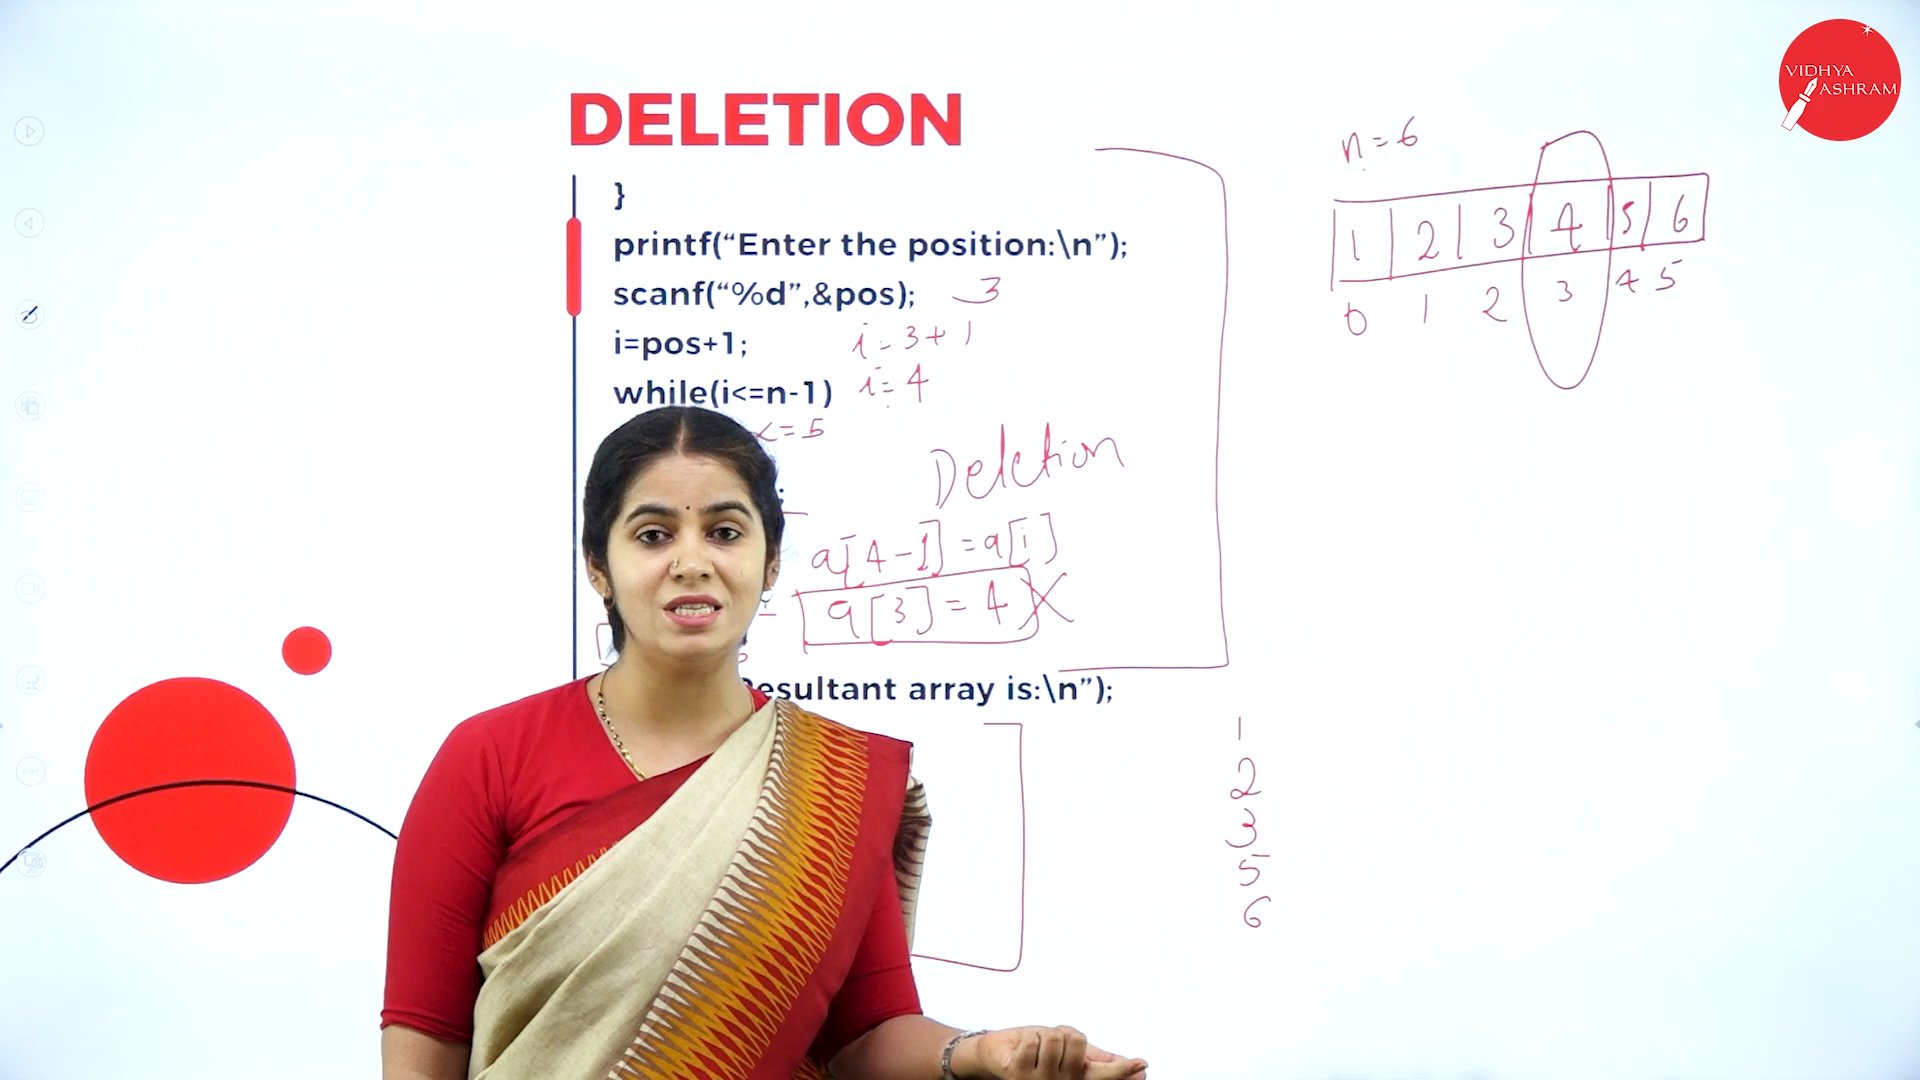 VIDHYA
ASHRAM
DELETION
n=6
}
1 2 3 4 5 6
0 1 2 3 4 5
printf(“Enter the position:\n”);
scanf(“%d”,&pos); 3
i=pos+1; i=3+1
while(i<=n-1) i=4
<=5
;
Deletion
a[4-1]=a[i]
a[3]=4 X
esultant array is:\n”);
1
2
3
5
6